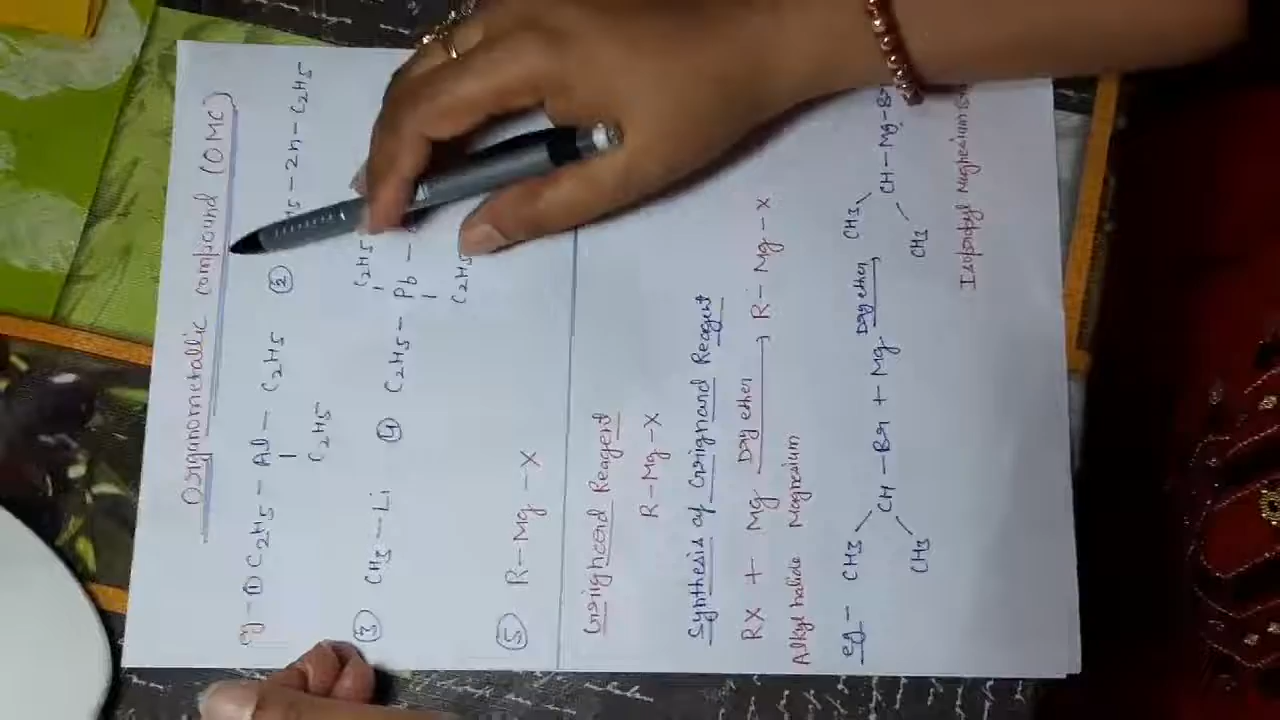 Organometallic compound (OMC)
eg - ① C2H5 - Al - C2H5 ② H5 - Zn - C2H5
C2H5
③ CH3 - Li ④ C2H5 - Pb -
C2H5
C2H5
⑤ R - Mg - X
Reagent
R - Mg - X
Synthesis of Grignard Reagent
RX + Mg Dry ether R - Mg - X
Alkyl halide Magnesium
eg - CH3 CH3
CH - Br + Mg Dry ether CH - Mg - Br
CH3 CH3
Isopropyl Magnesium